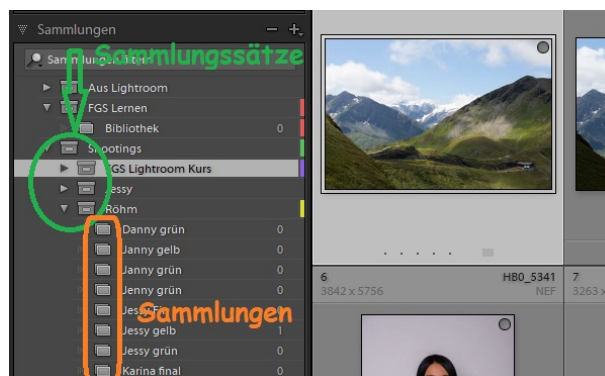 Sammlungen
Sammlungssätze
Aus Lightroom
FGS Lernen
Bibliothek 0
Shootings
FGS Lightroom Kurs
Jessy
Röhm
Danny grün 0
Janny gelb 0
Janny grün 0
Jenny grün 0
Sammlungen
Jessy gelb 1
Jessy grün 0
Karina final 0
6 HB0_5341
3842 x 5756 NEF
7
3263